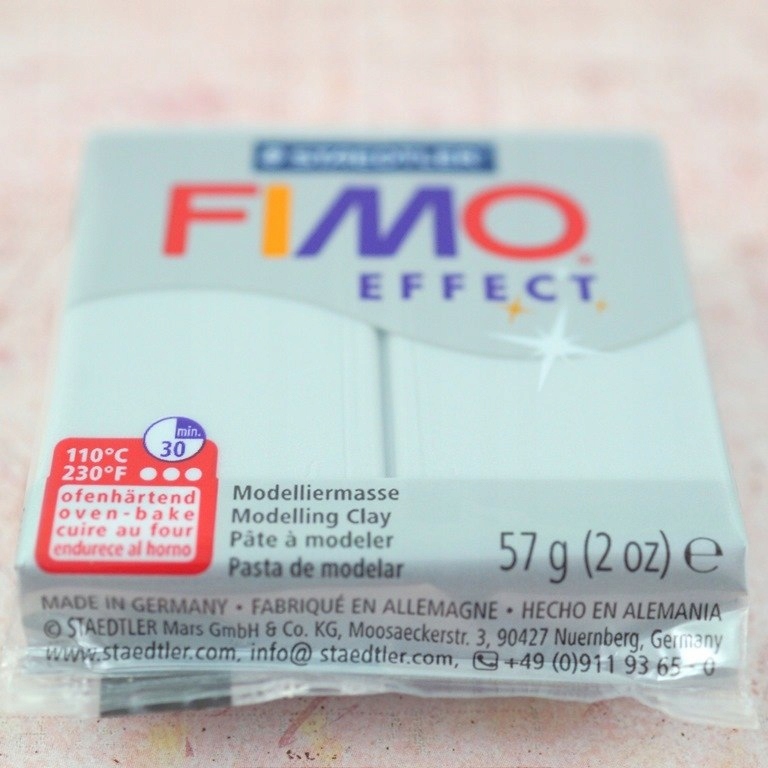 STAEDTLER
FIMO
EFFECT
min.
30
110°C
230°F
ofenhärtend
oven-bake
cuire au four
endurece al horno
Modelliermasse
Modelling Clay
Pâte à modeler
Pasta de modelar
57 g (2 oz) ℮
MADE IN GERMANY • FABRIQUÉ EN ALLEMAGNE • HECHO EN ALEMANIA
© STAEDTLER Mars GmbH & Co. KG, Moosaeckerstr. 3, 90427 Nuernberg, Germany
www.staedtler.com, info@ staedtler.com, +49 (0)911 93 65 - 0